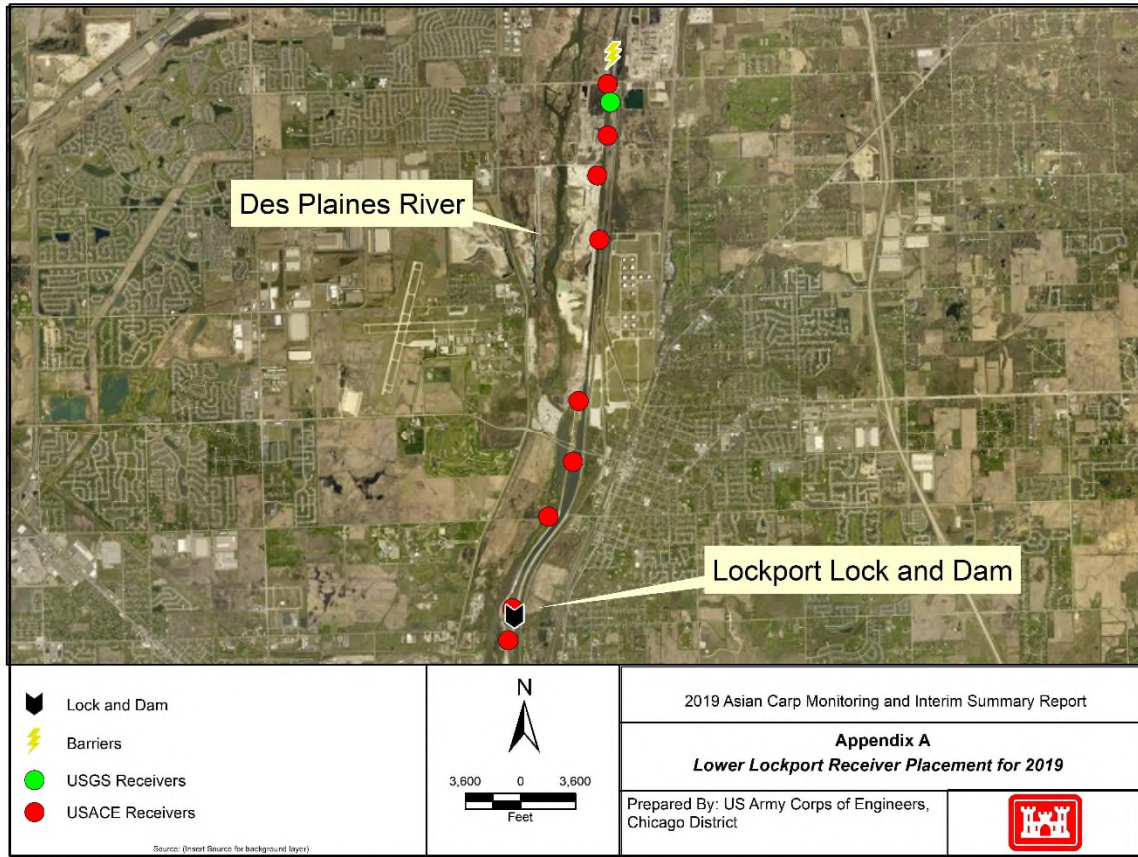 Des Plaines River
Lockport Lock and Dam
Lock and Dam
Barriers
USGS Receivers
USACE Receivers
Source: (Insert Source for background layer)
N
3,600 0 3,600
Feet
2019 Asian Carp Monitoring and Interim Summary Report
Appendix A
Lower Lockport Receiver Placement for 2019
Prepared By: US Army Corps of Engineers,
Chicago District